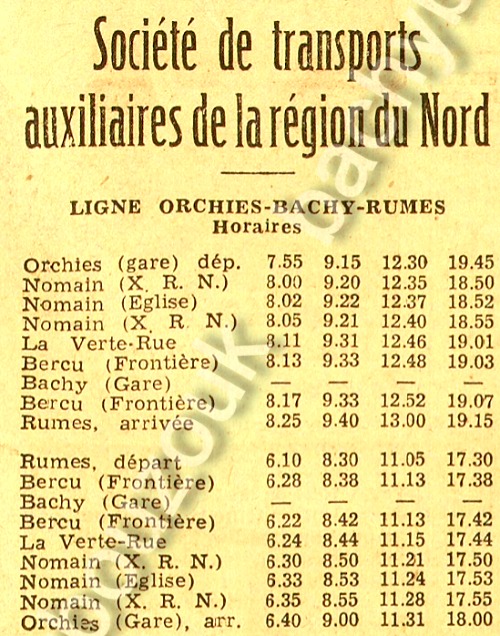 Société de transports
auxiliaires de la région du Nord
LIGNE ORCHIES-BACHY-RUMES
Horaires
Orchies (gare) dép. 7.55 9.15 12.30 19.45
Nomain (X. R. N.) 8.00 9.20 12.35 18.50
Nomain (Eglise) 8.02 9.22 12.37 18.52
Nomain (X. R N.) 8.05 9.21 12.40 18.55
La Verte-Rue 8.11 9.31 12.46 19.01
Bercu (Frontière) 8.13 9.33 12.48 19.03
Bachy (Gare) — — — —
Bercu (Frontière) 8.17 9.33 12.52 19.07
Rumes, arrivée 8.25 9.40 13.00 19.15
Rumes, départ 6.10 8.30 11.05 17.30
Bercu (Frontière) 6.28 8.38 11.13 17.38
Bachy (Gare) — — — —
Bercu (Frontière) 6.22 8.42 11.13 17.42
La Verte-Rue 6.24 8.44 11.15 17.44
Nomain (X. R. N.) 6.30 8.50 11.21 17.50
Nomain (Eglise) 6.33 8.53 11.24 17.53
Nomain (X. R. N.) 6.35 8.55 11.28 17.55
Orchies (Gare), arr. 6.40 9.00 11.31 18.00